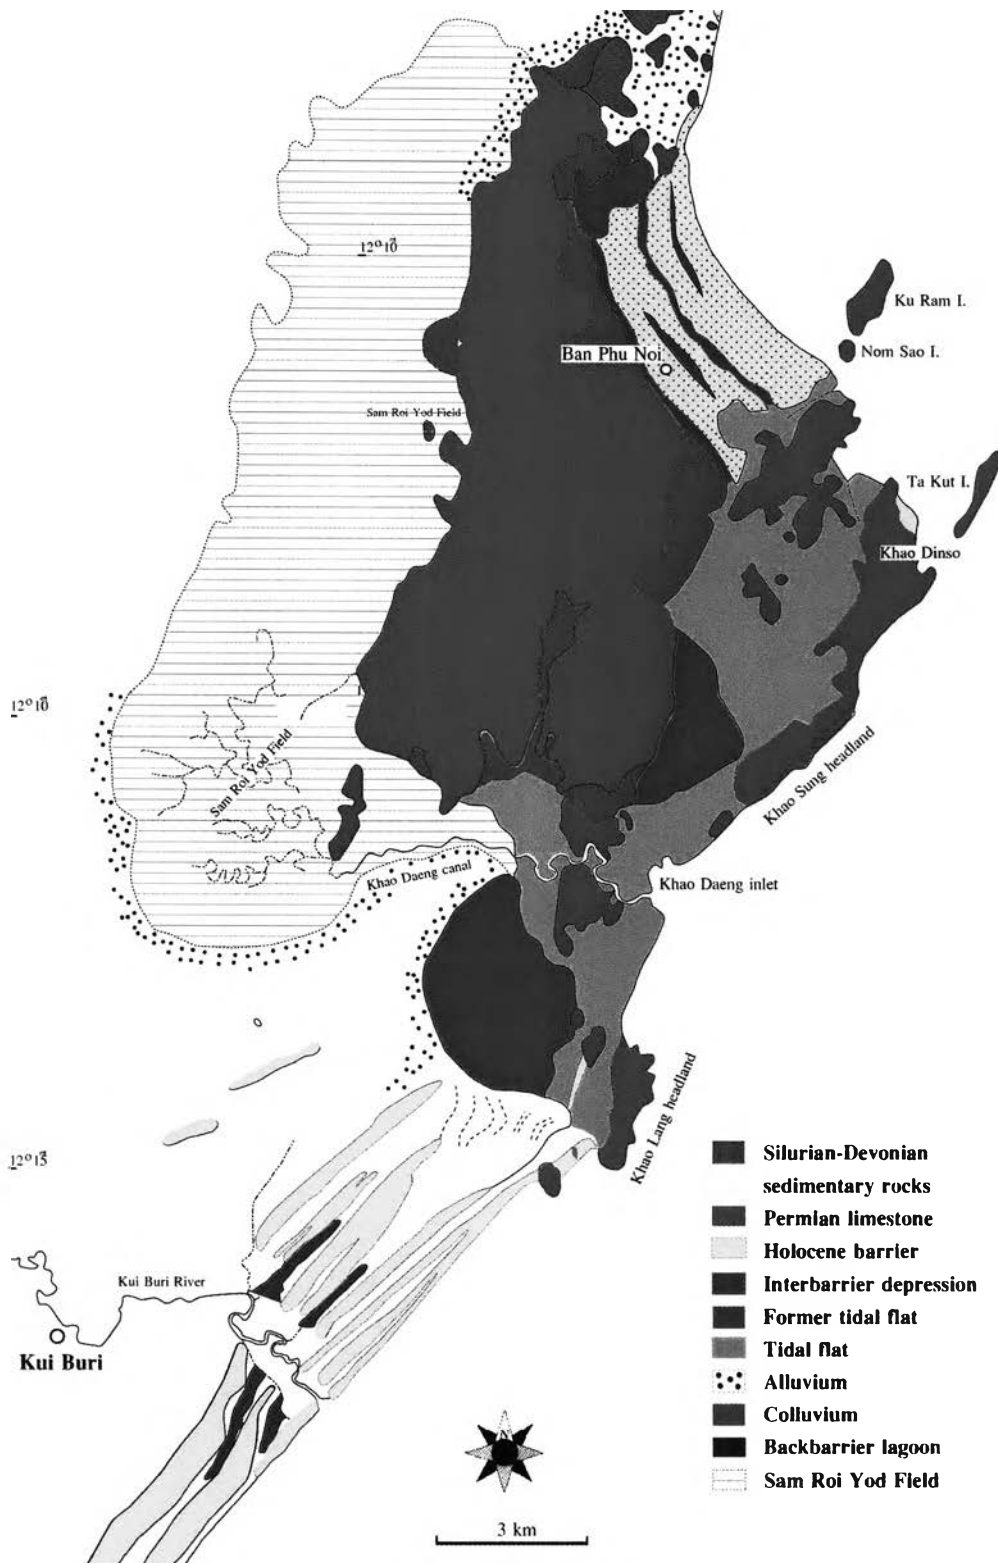 12°10̄
Ku Ram I.
Nom Sao I.
Ban Phu Noi
Sam Roi Yod Field
Ta Kut I.
Khao Dinso
12°10̄
Sam Roi Yod Field
Khao Sung headland
Khao Daeng canal
Khao Daeng inlet
Khao Lang headland
12°13̄
Kui Buri River
Kui Buri
Silurian-Devonian
sedimentary rocks
Permian limestone
Holocene barrier
Interbarrier depression
Former tidal flat
Tidal flat
Alluvium
Colluvium
Backbarrier lagoon
Sam Roi Yod Field
N
3 km